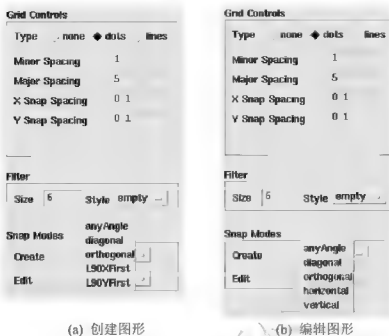 Grid Controls
Type none dots lines
Minor Spacing 1
Major Spacing 5
X Snap Spacing 0 1
Y Snap Spacing 0 1
Filter
Size 6 Style empty
Snap Modes
Create
Edit
anyAngle
diagonal
orthogonal
L90XFirst
L90YFirst
(a) 创建图形
Grid Controls
Type none dots lines
Minor Spacing 1
Major Spacing 5
X Snap Spacing 0 1
Y Snap Spacing 0 1
Filter
Size 6 Style empty
Snap Modes
Create
Edit
anyAngle
diagonal
orthogonal
horizontal
vertical
(b) 编辑图形